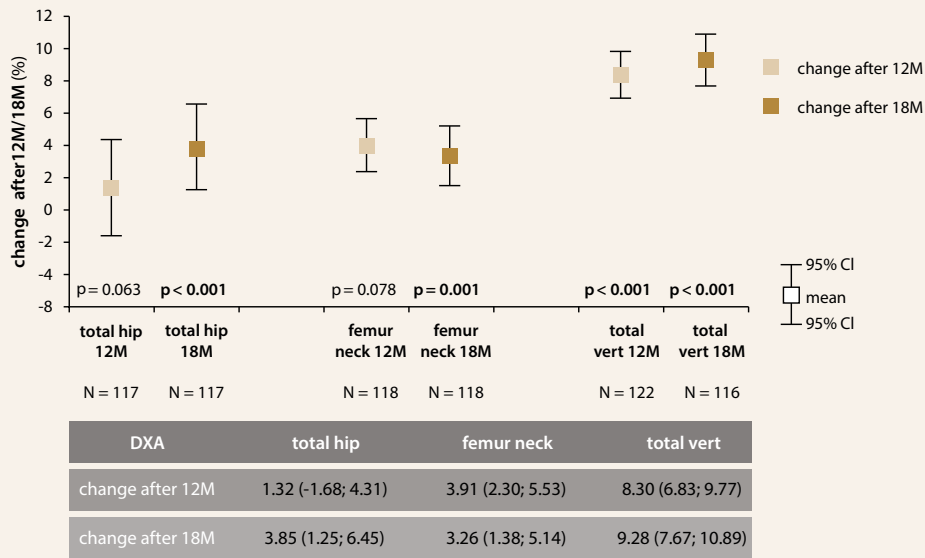 12
10
8
6
4
2
0
-2
-4
-6
-8
change after12M/18M (%)
change after 12M
change after 18M
95% CI
mean
95% CI
p = 0.063 p < 0.001 p = 0.078 p = 0.001 p < 0.001 p < 0.001
total hip 12M
total hip 18M
femur neck 12M
femur neck 18M
total vert 12M
total vert 18M
N = 117 N = 117 N = 118 N = 118 N = 122 N = 116
DXA total hip femur neck total vert
change after 12M 1.32 (-1.68; 4.31) 3.91 (2.30; 5.53) 8.30 (6.83; 9.77)
change after 18M 3.85 (1.25; 6.45) 3.26 (1.38; 5.14) 9.28 (7.67; 10.89)